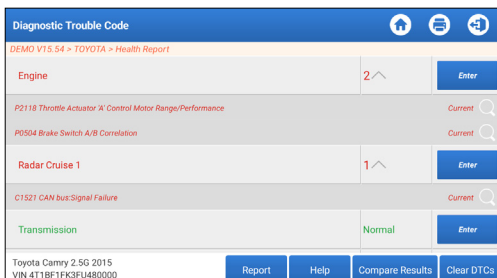 Diagnostic Trouble Code
DEMO V15.54 > TOYOTA > Health Report
Engine 2 Enter
P2118 Throttle Actuator 'A' Control Motor Range/Performance Current
P0504 Brake Switch A/B Correlation Current
Radar Cruise 1 1 Enter
C1521 CAN bus:Signal Failure Current
Transmission Normal Enter
Toyota Camry 2.5G 2015
VIN 4T1BF1FK3FU480000
Report Help Compare Results Clear DTCs